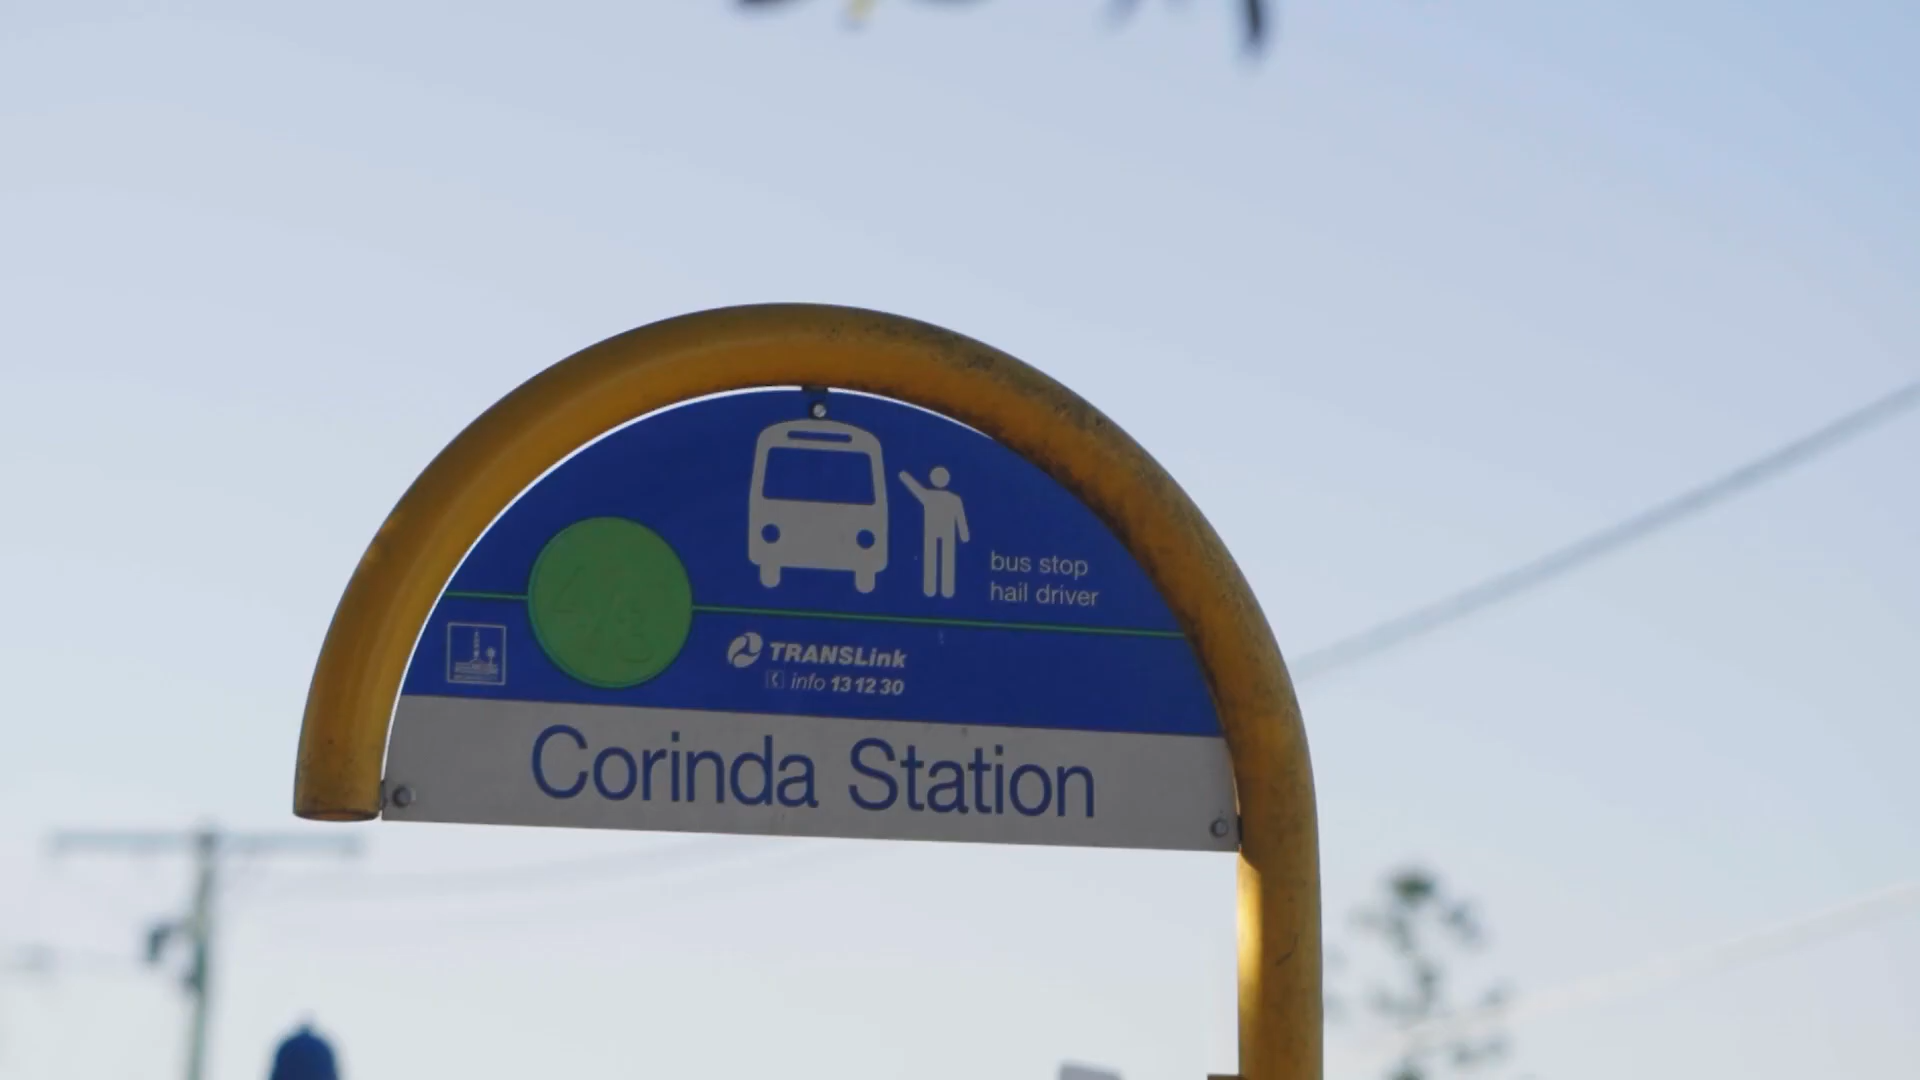 bus stop
hail driver
TRANSLink
info 13 12 30
Corinda Station